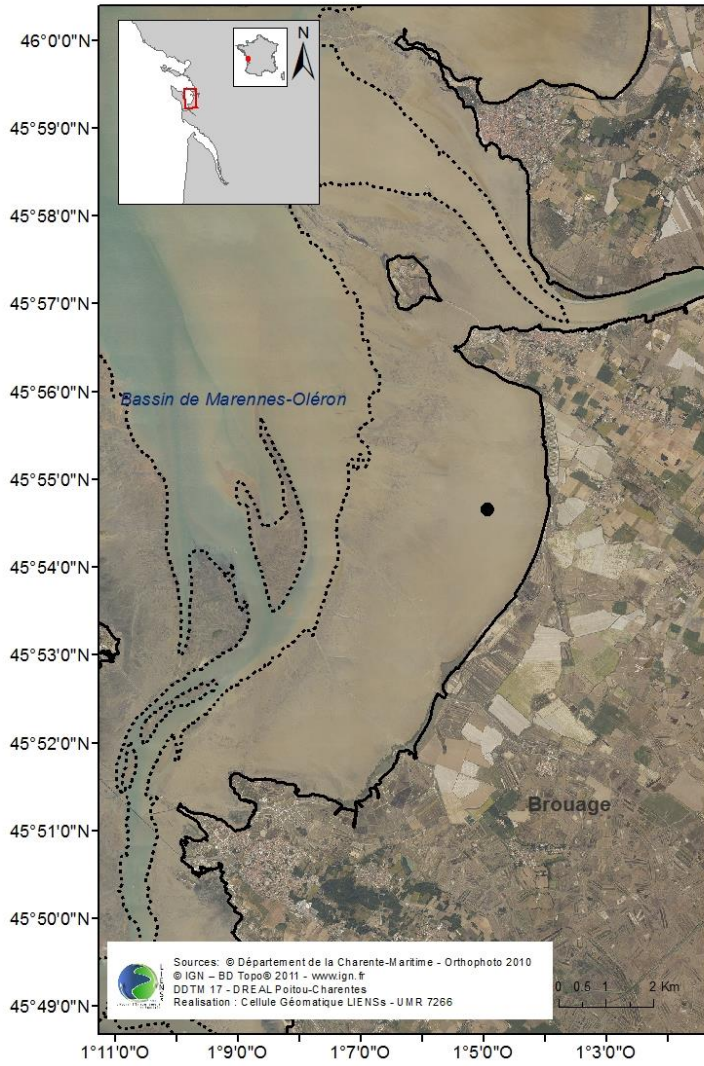 N
46°0'0"N
45°59'0"N
45°58'0"N
45°57'0"N
45°56'0"N
Bassin de Marennes-Oléron
45°55'0"N
45°54'0"N
45°53'0"N
45°52'0"N
45°51'0"N
Brouage
45°50'0"N
45°49'0"N
Sources: © Département de la Charente-Maritime - Orthophoto 2010
© IGN – BD Topo® 2011 - www.ign.fr
DDTM 17 - DREAL Poitou-Charentes
Realisation : Cellule Géomatique LIENSs - UMR 7266
0 0.5 1 2 Km
1°11'0"O 1°9'0"O 1°7'0"O 1°5'0"O 1°3'0"O